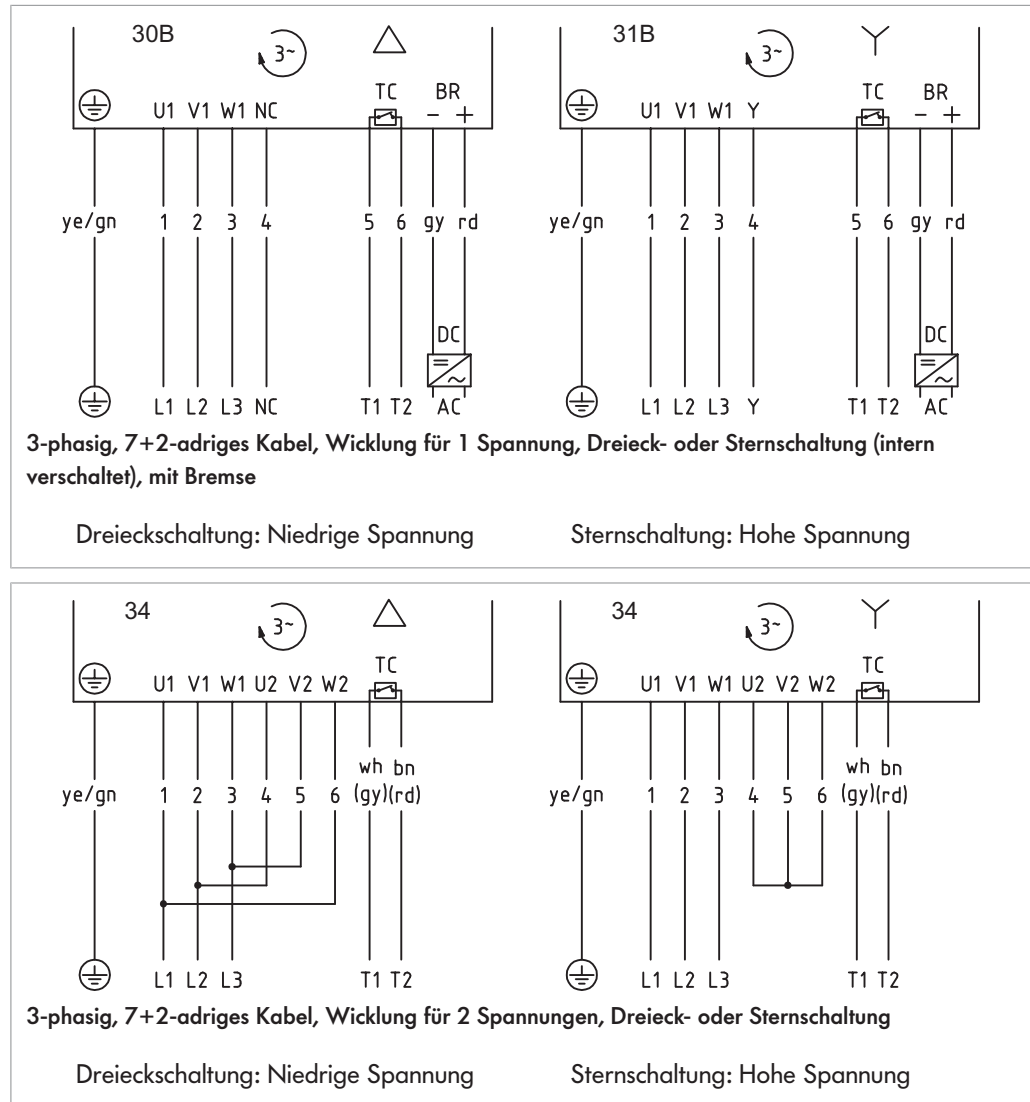 30B 3~ 31B 3~
TC BR TC BR
U1 V1 W1 NC - + U1 V1 W1 Y - +
ye/gn 1 2 3 4 5 6 gy rd ye/gn 1 2 3 4 5 6 gy rd
DC DC
= ~ = ~
L1 L2 L3 NC T1 T2 AC L1 L2 L3 Y T1 T2 AC
3-phasig, 7+2-adriges Kabel, Wicklung für 1 Spannung, Dreieck- oder Sternschaltung (intern
verschaltet), mit Bremse
Dreieckschaltung: Niedrige Spannung Sternschaltung: Hohe Spannung
34 3~ 34 3~
TC TC
U1 V1 W1 U2 V2 W2 U1 V1 W1 U2 V2 W2
wh bn wh bn
ye/gn 1 2 3 4 5 6 (gy)(rd) ye/gn 1 2 3 4 5 6 (gy)(rd)
L1 L2 L3 T1 T2 L1 L2 L3 T1 T2
3-phasig, 7+2-adriges Kabel, Wicklung für 2 Spannungen, Dreieck- oder Sternschaltung
Dreieckschaltung: Niedrige Spannung Sternschaltung: Hohe Spannung